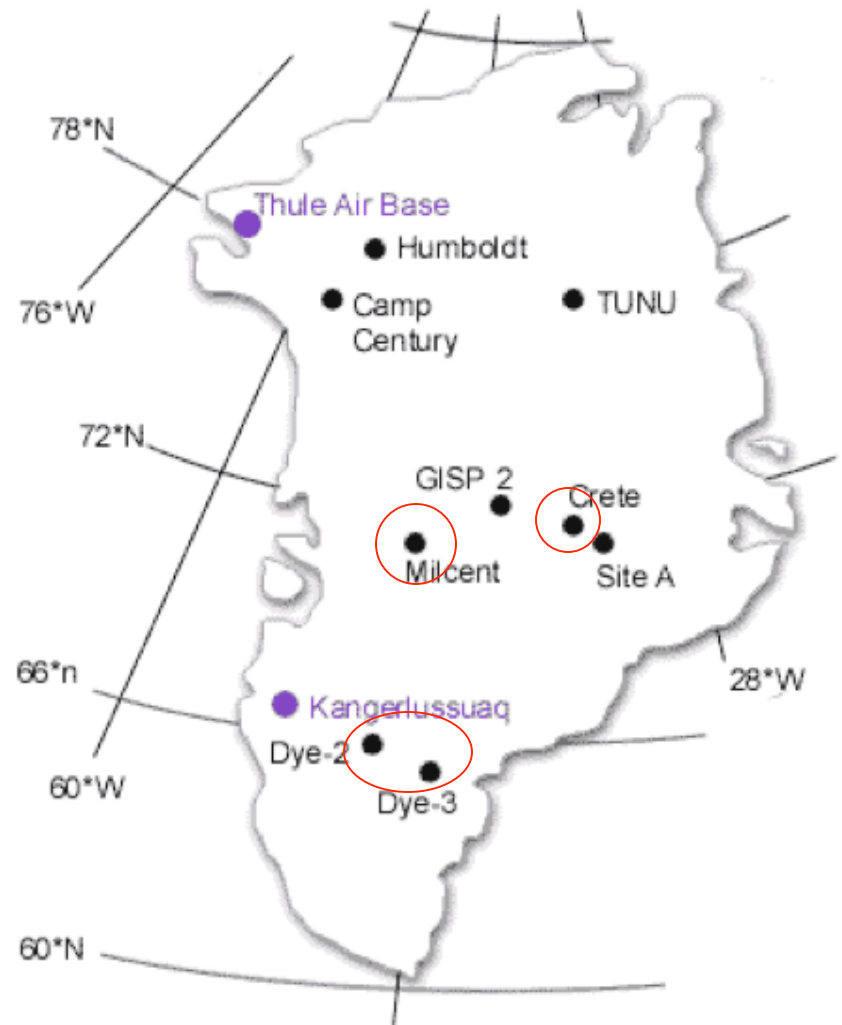 78*N
Thule Air Base
Humboldt
76*W
Camp
Century
TUNU
72*N
GISP 2
Crete
Milcent
Site A
66*n
28*W
Kangerlussuaq
Dye-2
60*W
Dye-3
60*N